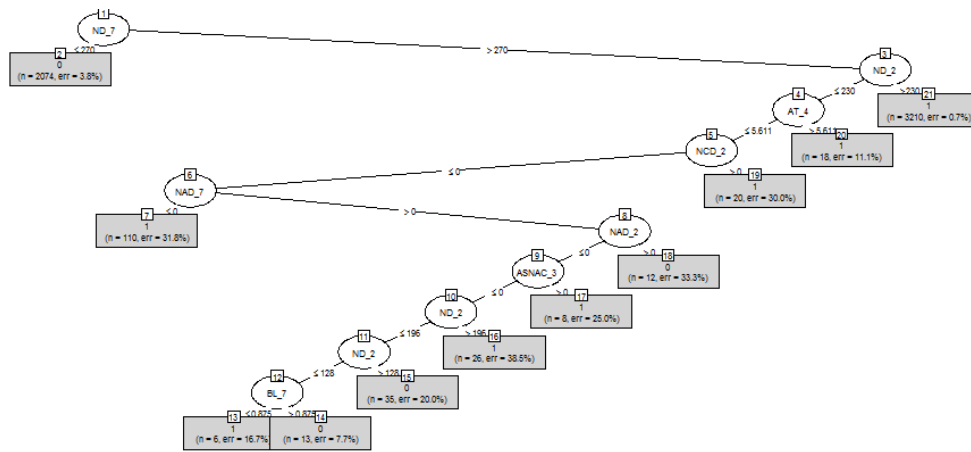 1
ND_7
≤ 270
> 270
2
0
(n = 2074, err = 3.8%)
3
ND_2
≤ 230
> 230
4
AT_4
21
1
(n = 3210, err = 0.7%)
≤ 5.611
> 5.611
5
NCD_2
20
1
(n = 18, err = 11.1%)
≤ 0
> 0
6
NAD_7
19
1
(n = 20, err = 30.0%)
≤ 0
> 0
7
1
(n = 110, err = 31.8%)
8
NAD_2
≤ 0
> 0
9
ASNAC_3
18
0
(n = 12, err = 33.3%)
≤ 0
> 0
10
ND_2
17
1
(n = 8, err = 25.0%)
≤ 196
> 196
11
ND_2
16
1
(n = 26, err = 38.5%)
≤ 128
> 128
12
BL_7
15
0
(n = 35, err = 20.0%)
≤ 0.875
> 0.875
13
1
(n = 6, err = 16.7%)
14
0
(n = 13, err = 7.7%)